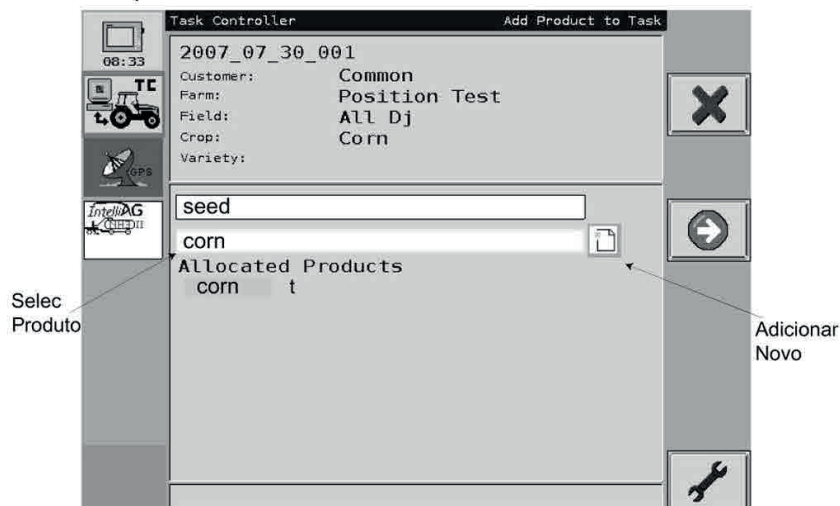 Task Controller Add Product to Task
08:33
2007_07_30_001
Customer: Common
Farm: Position Test
Field: All Dj
Crop: Corn
Variety:
TC
GPS
IntelliAG
seed
corn
Allocated Products
corn t
Selec
Produto
Adicionar
Novo